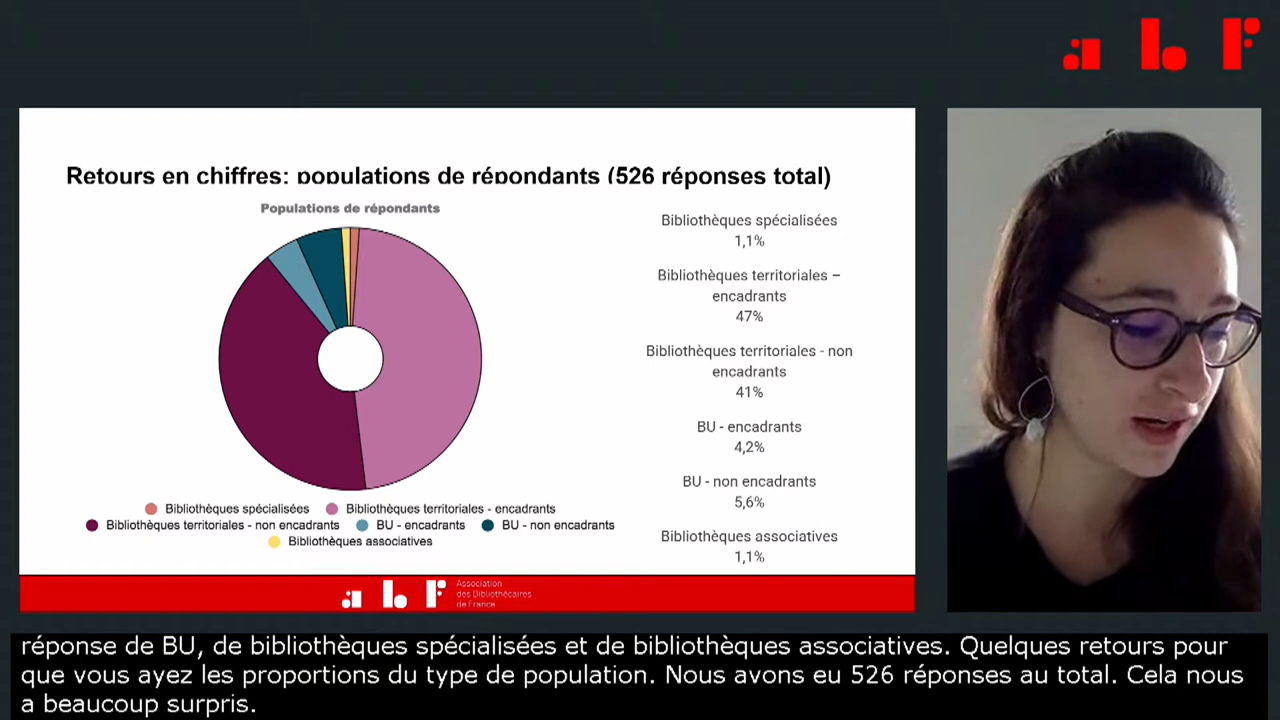 a b F
Retours en chiffres: populations de répondants (526 réponses total)
Populations de répondants
Bibliothèques spécialisées
Bibliothèques territoriales - encadrants
Bibliothèques territoriales - non encadrants
BU - encadrants
BU - non encadrants
Bibliothèques associatives
Bibliothèques spécialisées
1,1%
Bibliothèques territoriales –
encadrants
47%
Bibliothèques territoriales - non
encadrants
41%
BU - encadrants
4,2%
BU - non encadrants
5,6%
Bibliothèques associatives
1,1%
a b F
Association
des Bibliothécaires
de France
réponse de BU, de bibliothèques spécialisées et de bibliothèques associatives. Quelques retours pour
que vous ayez les proportions du type de population. Nous avons eu 526 réponses au total. Cela nous
a beaucoup surpris.